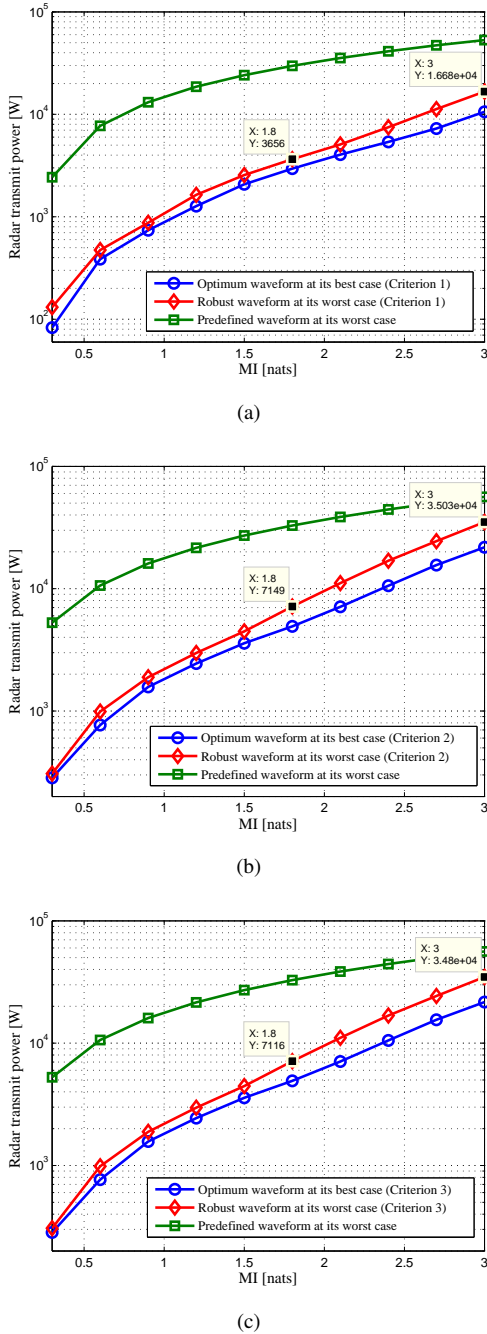 10^5
X: 3
Y: 1.668e+04
10^4
X: 1.8
Y: 3656
10^3
10^2
Radar transmit power [W]
Optimum waveform at its best case (Criterion 1)
Robust waveform at its worst case (Criterion 1)
Predefined waveform at its worst case
0.5 1 1.5 2 2.5 3
MI [nats]
(a)
10^5
X: 3
Y: 3.503e+04
10^4
X: 1.8
Y: 7149
10^3
Radar transmit power [W]
Optimum waveform at its best case (Criterion 2)
Robust waveform at its worst case (Criterion 2)
Predefined waveform at its worst case
0.5 1 1.5 2 2.5 3
MI [nats]
(b)
10^5
X: 3
Y: 3.48e+04
10^4
X: 1.8
Y: 7116
10^3
Radar transmit power [W]
Optimum waveform at its best case (Criterion 3)
Robust waveform at its worst case (Criterion 3)
Predefined waveform at its worst case
0.5 1 1.5 2 2.5 3
MI [nats]
(c)